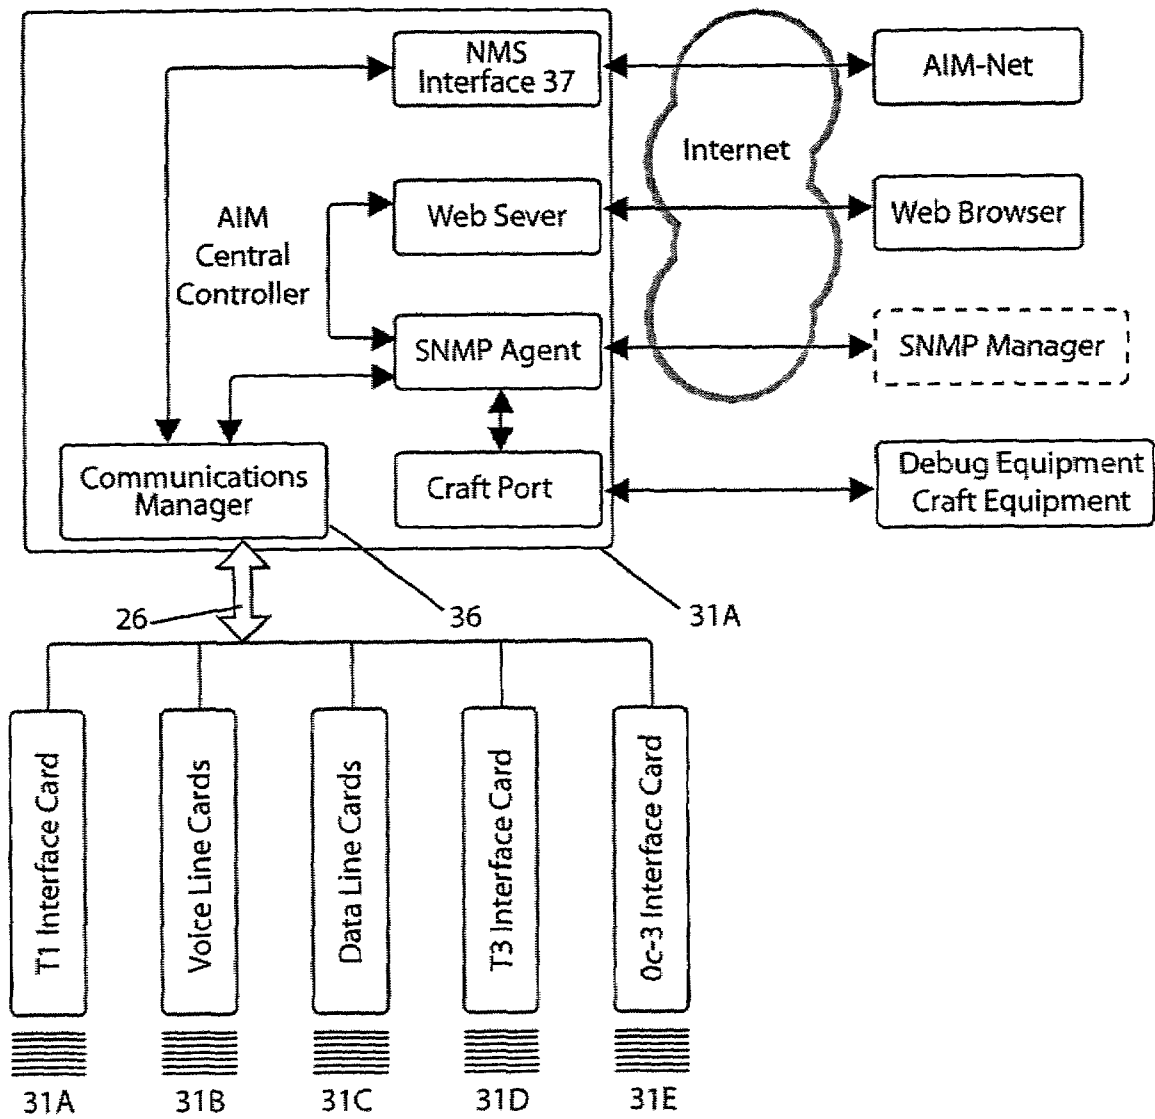 NMS
Interface 37
AIM-Net
Internet
Web Sever
Web Browser
AIM
Central
Controller
SNMP Agent
SNMP Manager
Communications
Manager
Craft Port
Debug Equipment
Craft Equipment
26
36
31A
T1 Interface Card
Voice Line Cards
Data Line Cards
T3 Interface Card
0c-3 Interface Card
31A
31B
31C
31D
31E